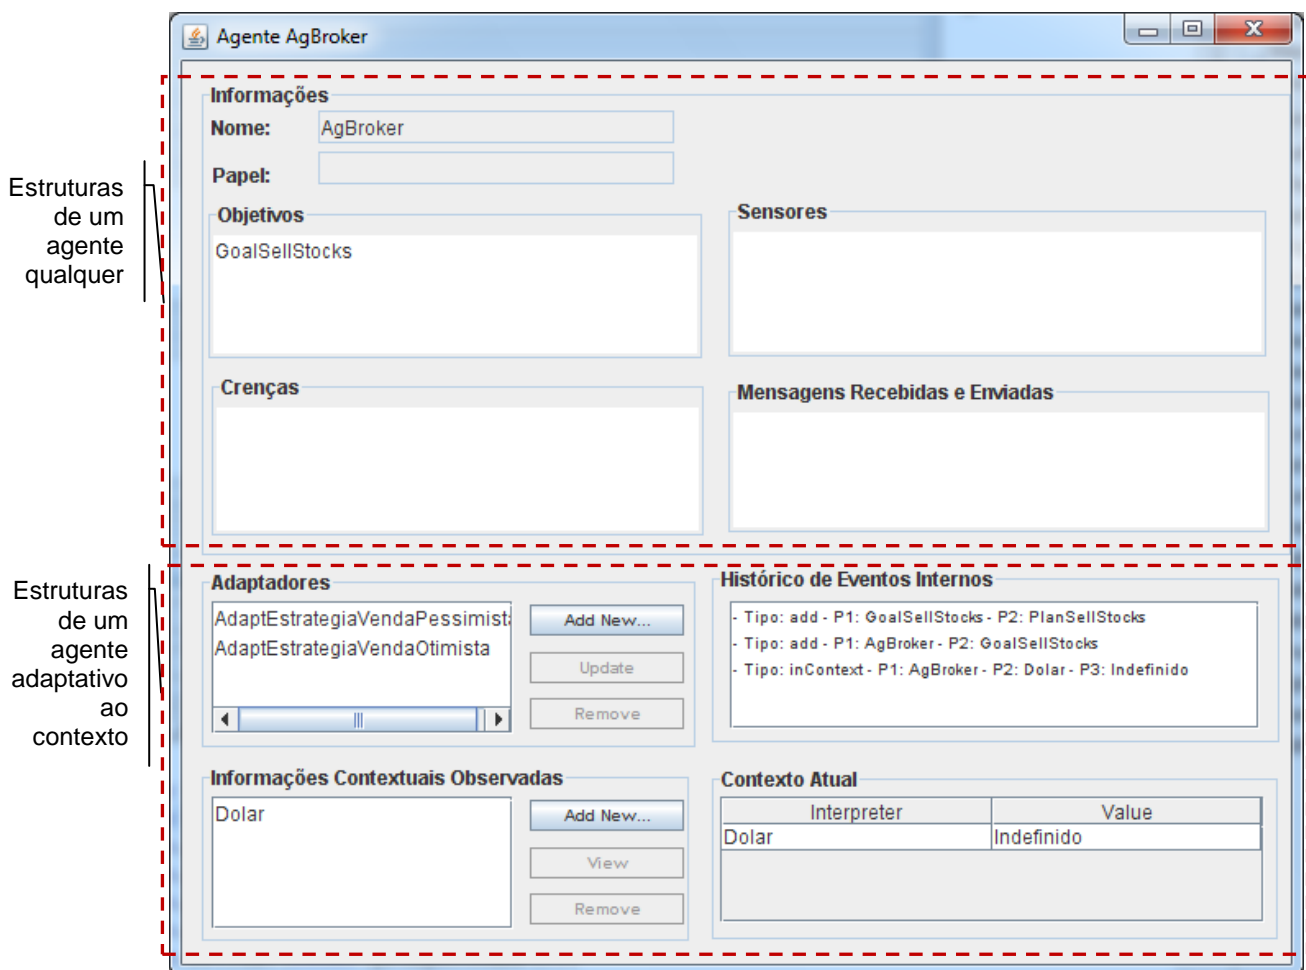 Agente AgBroker
Estruturas
de um
agente
qualquer
Informações
Nome: AgBroker
Papel:
Objetivos
GoalSellStocks
Sensores
Crenças
Mensagens Recebidas e Enviadas
Estruturas
de um
agente
adaptativo
ao
contexto
Adaptadores
AdaptEstrategiaVendaPessimista
AdaptEstrategiaVendaOtimista
Add New...
Update
Remove
Histórico de Eventos Internos
- Tipo: add - P1: GoalSellStocks - P2: PlanSellStocks
- Tipo: add - P1: AgBroker - P2: GoalSellStocks
- Tipo: inContext - P1: AgBroker - P2: Dolar - P3: Indefinido
Informações Contextuais Observadas
Dolar
Add New...
View
Remove
Contexto Atual
Interpreter Value
Dolar Indefinido